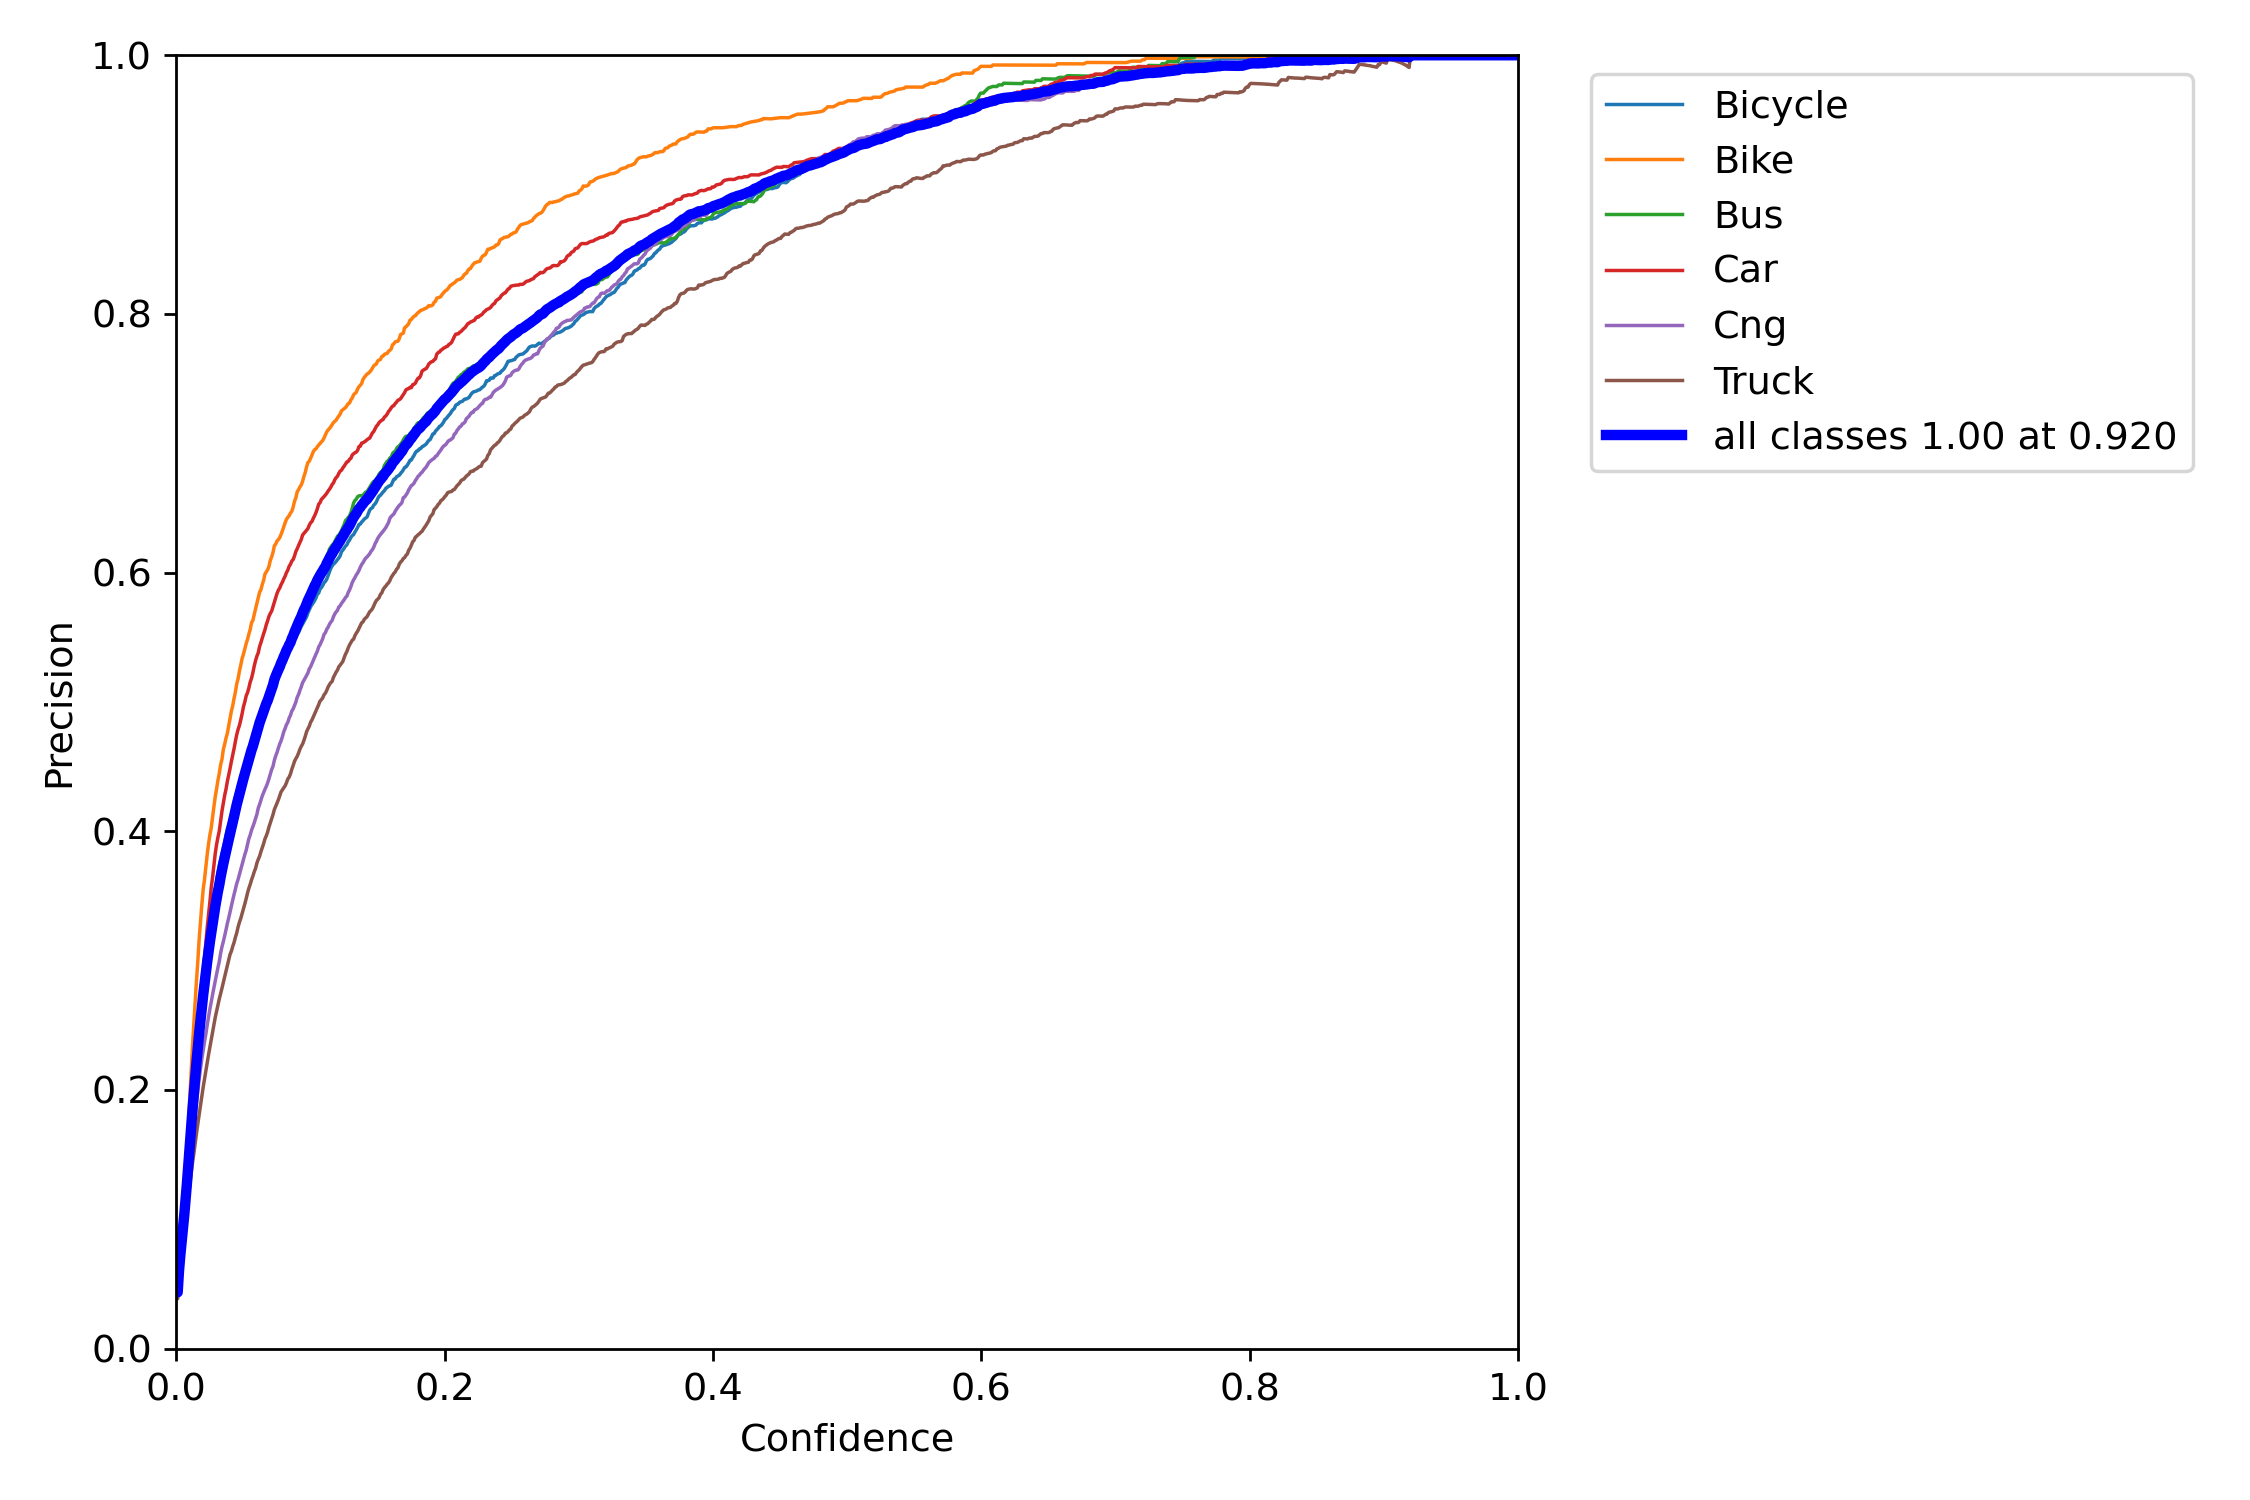 1.0
0.8
0.6
0.4
0.2
0.0
Precision
0.0 0.2 0.4 0.6 0.8 1.0
Confidence
Bicycle
Bike
Bus
Car
Cng
Truck
all classes 1.00 at 0.920